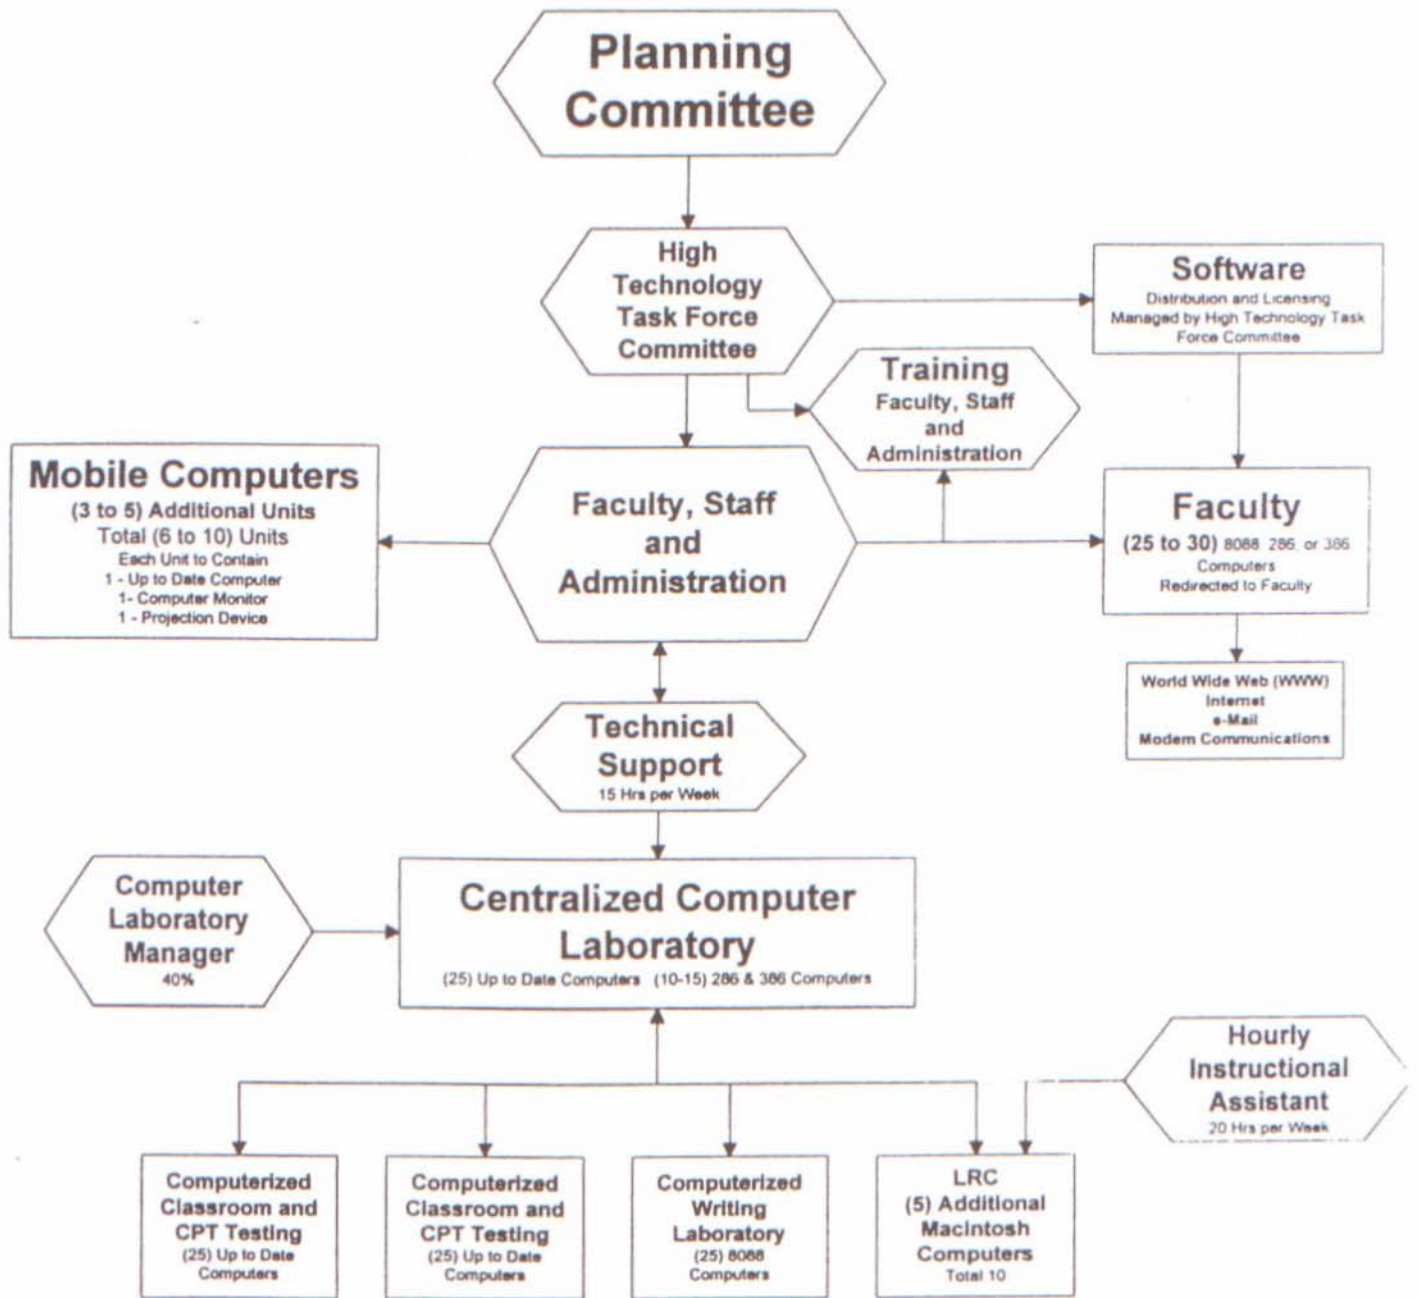 Planning
Committee
High
Technology
Task Force
Committee
Software
Distribution and Licensing
Managed by High Technology Task
Force Committee
Training
Faculty, Staff
and
Administration
Mobile Computers
(3 to 5) Additional Units
Total (6 to 10) Units
Each Unit to Contain
1 - Up to Date Computer
1- Computer Monitor
1 - Projection Device
Faculty, Staff
and
Administration
Faculty
(25 to 30) 8088 286, or 386
Computers
Redirected to Faculty
World Wide Web (WWW)
Internet
e-Mail
Modem Communications
Technical
Support
15 Hrs per Week
Computer
Laboratory
Manager
40%
Centralized Computer
Laboratory
(25) Up to Date Computers (10-15) 286 & 386 Computers
Hourly
Instructional
Assistant
20 Hrs per Week
Computerized
Classroom and
CPT Testing
(25) Up to Date
Computers
Computerized
Classroom and
CPT Testing
(25) Up to Date
Computers
Computerized
Writing
Laboratory
(25) 8088
Computers
LRC
(5) Additional
Macintosh
Computers
Total 10